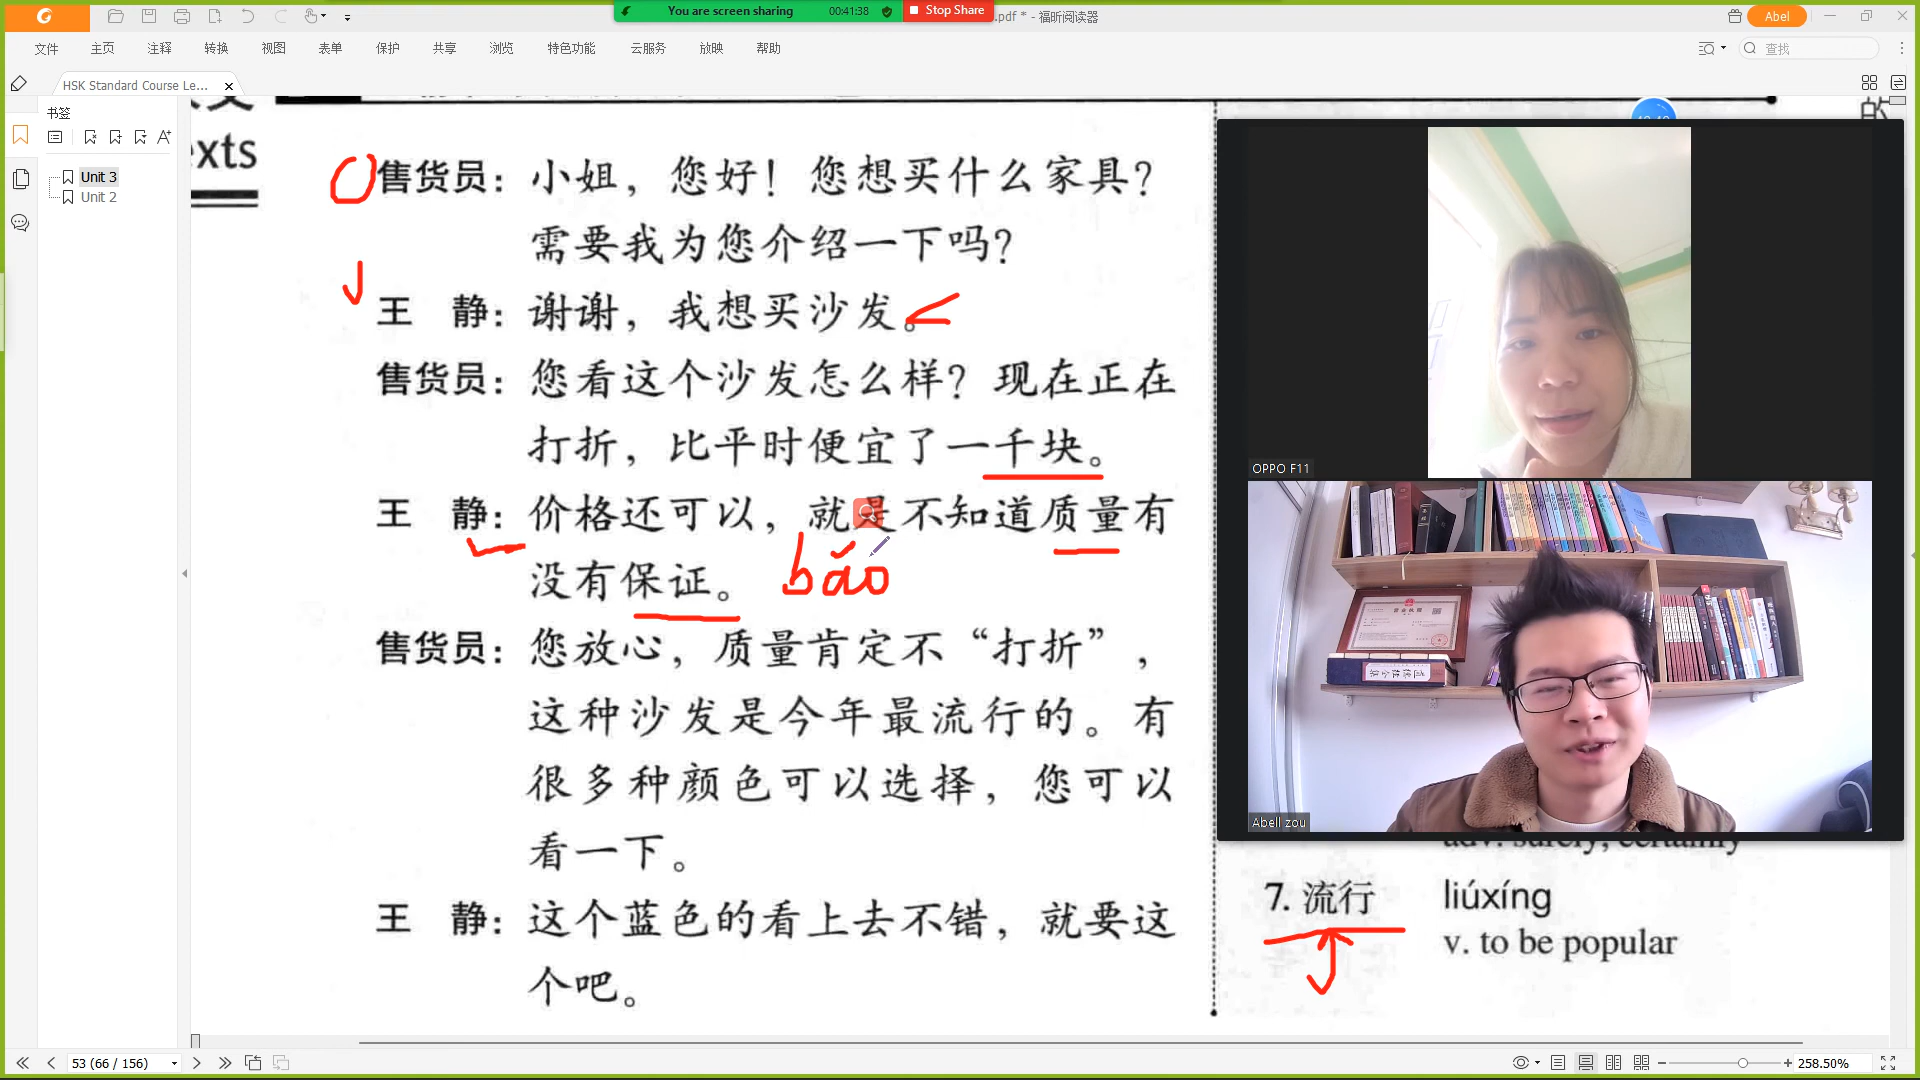 You are screen sharing 00:41:38 Stop Share
.pdf * - 福昕阅读器
Abel
文件 主页 注释 转换 视图 表单 保护 共享 浏览 特色功能 云服务 放映 帮助
查找
HSK Standard Course Le...
书签
Unit 3
Unit 2
xts
售货员：小姐，您好！您想买什么家具？
需要我为您介绍一下吗？
王 静：谢谢，我想买沙发。
售货员：您看这个沙发怎么样？现在正在
打折，比平时便宜了一千块。
王 静：价格还可以，就是不知道质量有
没有保证。
bǎo
售货员：您放心，质量肯定不“打折”，
这种沙发是今年最流行的。有
很多种颜色可以选择，您可以
看一下。
王 静：这个蓝色的看上去不错，就要这
个吧。
的
OPPO F11
Abell zou
adv. surely, certainly
7. 流行 liúxíng
v. to be popular
53 (66 / 156)
258.50%